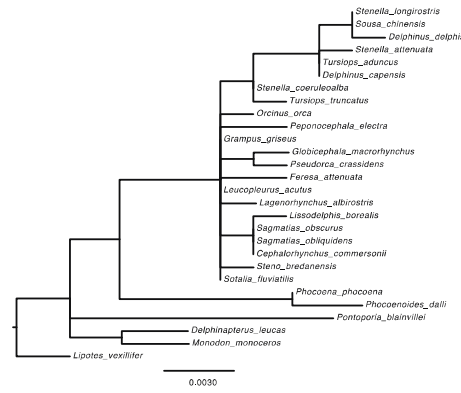 Stenella_longirostris
Sousa_chinensis
Delphinus_delphis
Stenella_attenuata
Tursiops_aduncus
Delphinus_capensis
Stenella_coeruleoalba
Tursiops_truncatus
Orcinus_orca
Peponocephala_electra
Grampus_griseus
Globicephala_macrorhynchus
Pseudorca_crassidens
Feresa_attenuata
Leucopleurus_acutus
Lagenorhynchus_albirostris
Lissodelphis_borealis
Sagmatias_obscurus
Sagmatias_obliquidens
Cephalorhynchus_commersonii
Steno_bredanensis
Sotalia_fluviatilis
Phocoena_phocoena
Phocoenoides_dalli
Pontoporia_blainvillei
Delphinapterus_leucas
Monodon_monoceros
Lipotes_vexillifer
0.0030